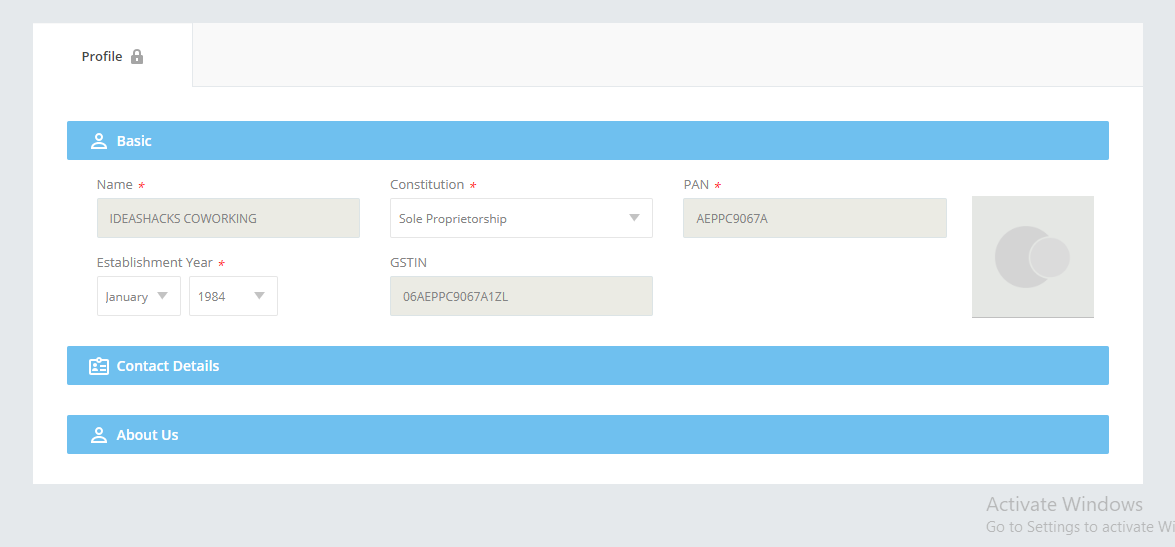 Profile
Basic
Name * Constitution * PAN *
IDEASHACKS COWORKING Sole Proprietorship AEPPC9067A
Establishment Year * GSTIN
January 1984 06AEPPC9067A1ZL
Contact Details
About Us
Activate Windows
Go to Settings to activate Wi